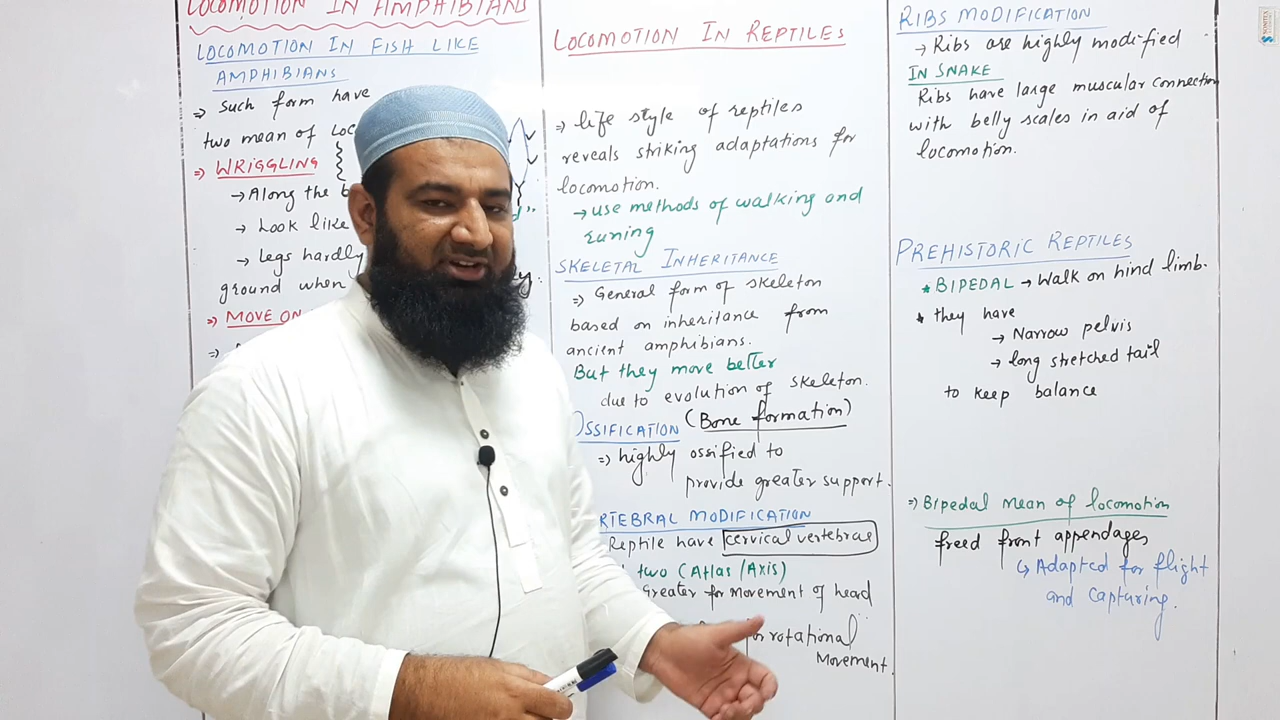 LOCOMOTION IN AMPHIBIANS
LOCOMOTION IN FISH LIKE
AMPHIBIANS
⇒ Such form have
two mean of
⇒ WRIGGLING
→ Along the
→ Look like
→ Legs hardly
ground when
⇒ MOVE ON
LOCOMOTION IN REPTILES
⇒ life style of reptiles
reveals striking adaptations for
locomotion.
→ use methods of walking and
runing
SKELETAL INHERITANCE
⇒ General form of skeleton
based on inheritance from
ancient amphibians.
But they move better
due to evolution of skeleton.
OSSIFICATION (Bone formation)
⇒ highly ossified to
provide greater support.
RTEBRAL MODIFICATION
Reptile have cervical vertebrae
two (Atlas/Axis)
Greater for Movement of head
rotational
Movement.
RIBS MODIFICATION
→ Ribs are highly modified
IN SNAKE
Ribs have large muscular connection
with belly scales in aid of
locomotion.
PREHISTORIC REPTILES
* BIPEDAL → Walk on hind limb.
* they have
→ Narrow pelvis
→ long stretched tail
to keep balance
⇒ Bipedal mean of locomotion
freed front appendages
↳ Adapted for flight
and capturing.